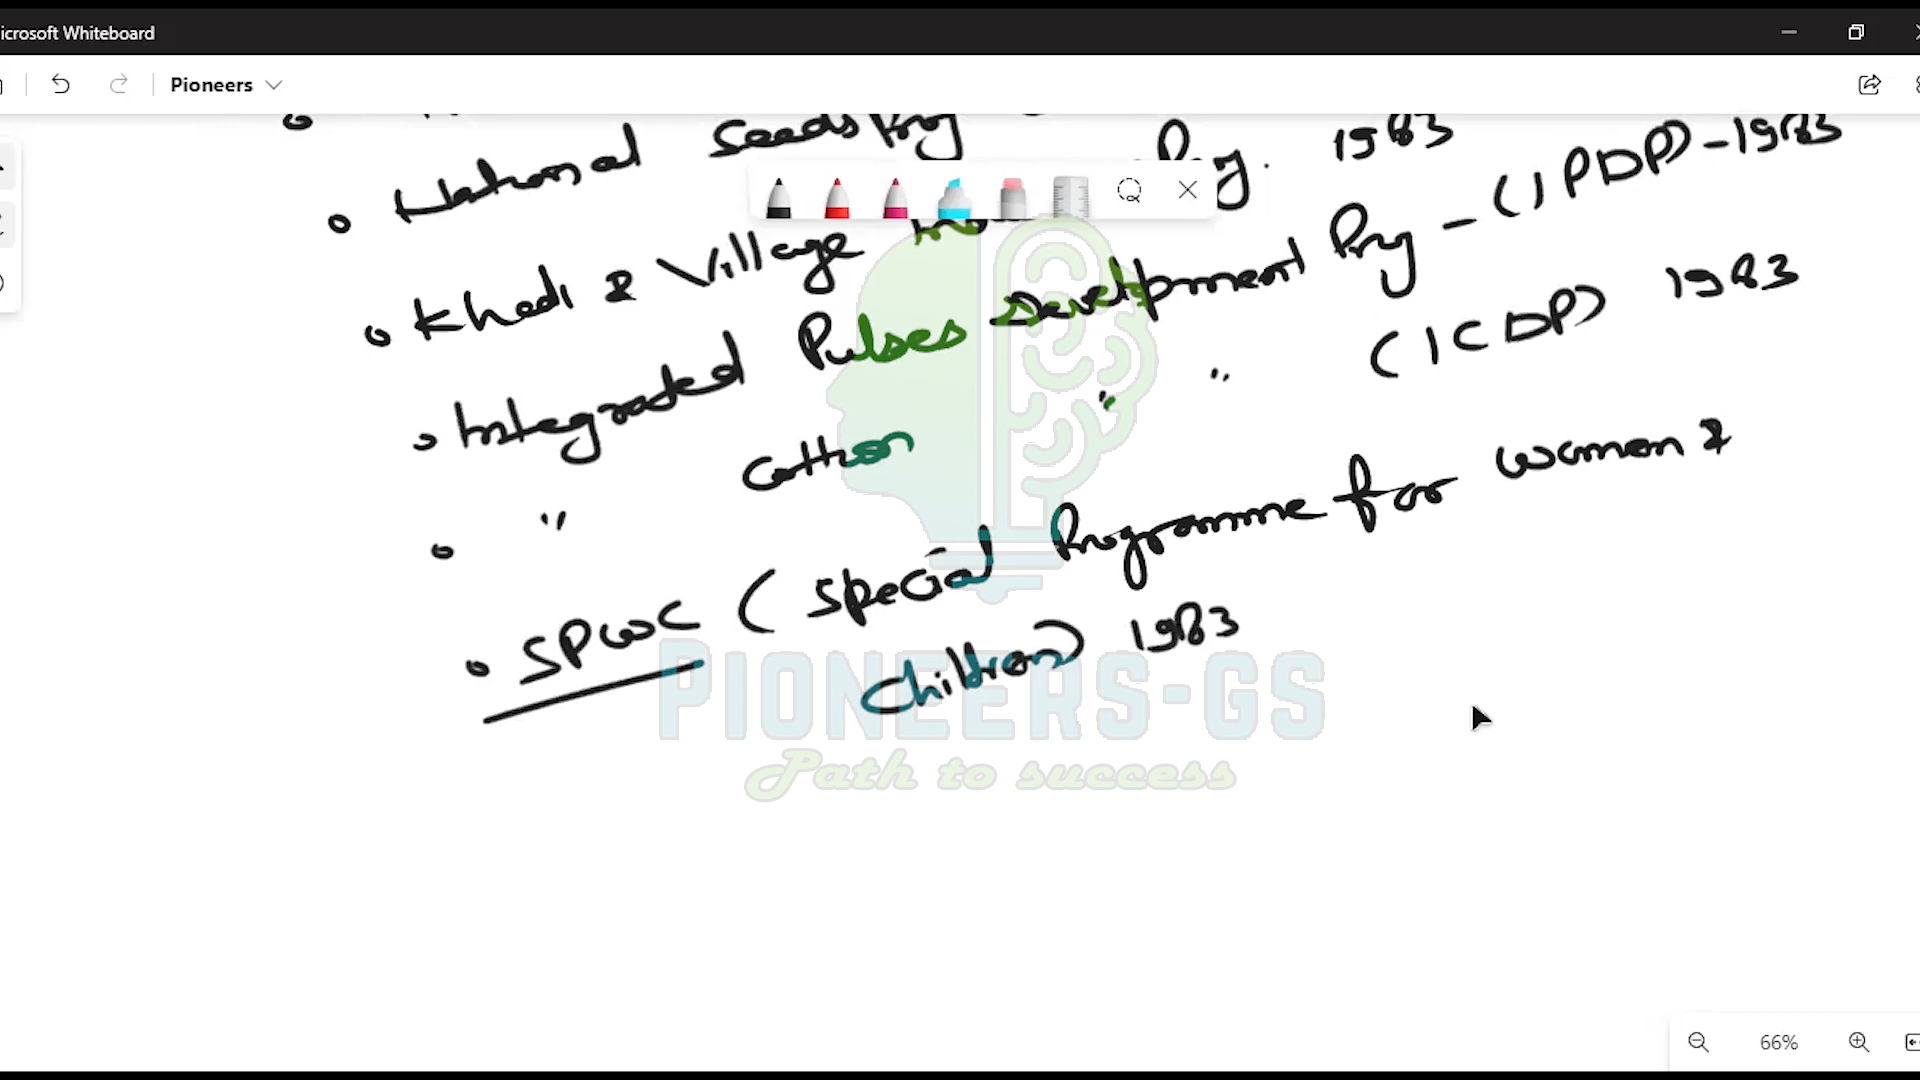 icrosoft Whiteboard
Pioneers
• National Seeds Prg
• Khadi & Village Prg. 1983
• Integrated Pulses Development Prg - (IPDP) - 1983
• " Cotton " " (ICDP) 1983
• SPWC ( Special Programme for women &
Children) 1983
PIONEERS-GS
Path to success
66%